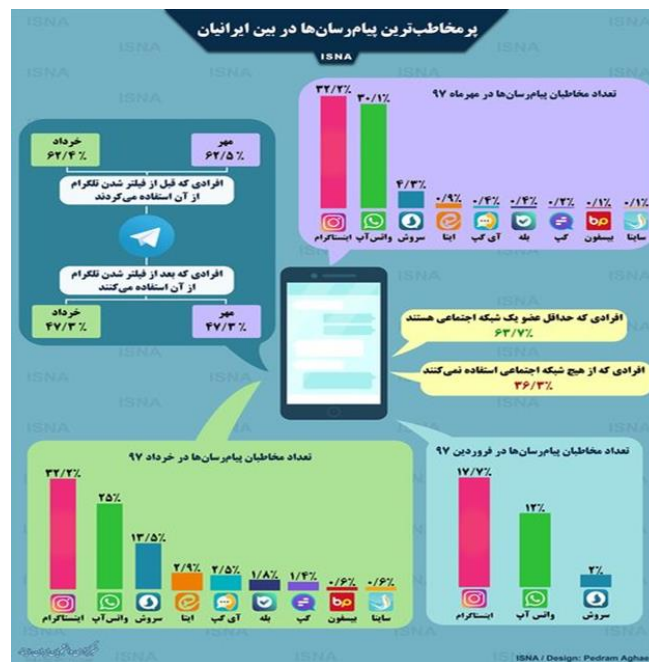 پرمخاطب‌ترین پیام‌رسان‌ها در بین ایرانیان
ISNA
تعداد مخاطبان پیام‌رسان‌ها در مهرماه ۹۷
۳۲/۲٪ ۳۰/۱٪ ۴/۳٪ ۰/۹٪ ۰/۴٪ ۰/۴٪ ۰/۲٪ ۰/۱٪ ۰/۱٪
اینستاگرام واتس‌آپ سروش ایتا آی گپ بله گپ بیسفون ساینا
مهر
۶۲/۵٪
خرداد
۶۲/۴٪
افرادی که قبل از فیلتر شدن تلگرام
از آن استفاده می‌کردند
افرادی که بعد از فیلتر شدن تلگرام
از آن استفاده می‌کنند
مهر
۴۷/۳٪
خرداد
۴۷/۳٪
افرادی که حداقل عضو یک شبکه اجتماعی هستند
۶۳/۷٪
افرادی که از هیچ شبکه اجتماعی استفاده نمی‌کنند
۳۶/۳٪
تعداد مخاطبان پیام‌رسان‌ها در فروردین ۹۷
۱۷/۷٪ ۱۲٪ ۲٪
اینستاگرام واتس آپ سروش
تعداد مخاطبان پیام‌رسان‌ها در خرداد ۹۷
۳۲/۲٪ ۲۵٪ ۱۳/۵٪ ۲/۹٪ ۲/۵٪ ۱/۸٪ ۱/۴٪ ۰/۶٪ ۰/۶٪
اینستاگرام واتس‌آپ سروش ایتا آی گپ بله گپ بیسفون ساینا
ISNA / Design: Pedram Aghaei